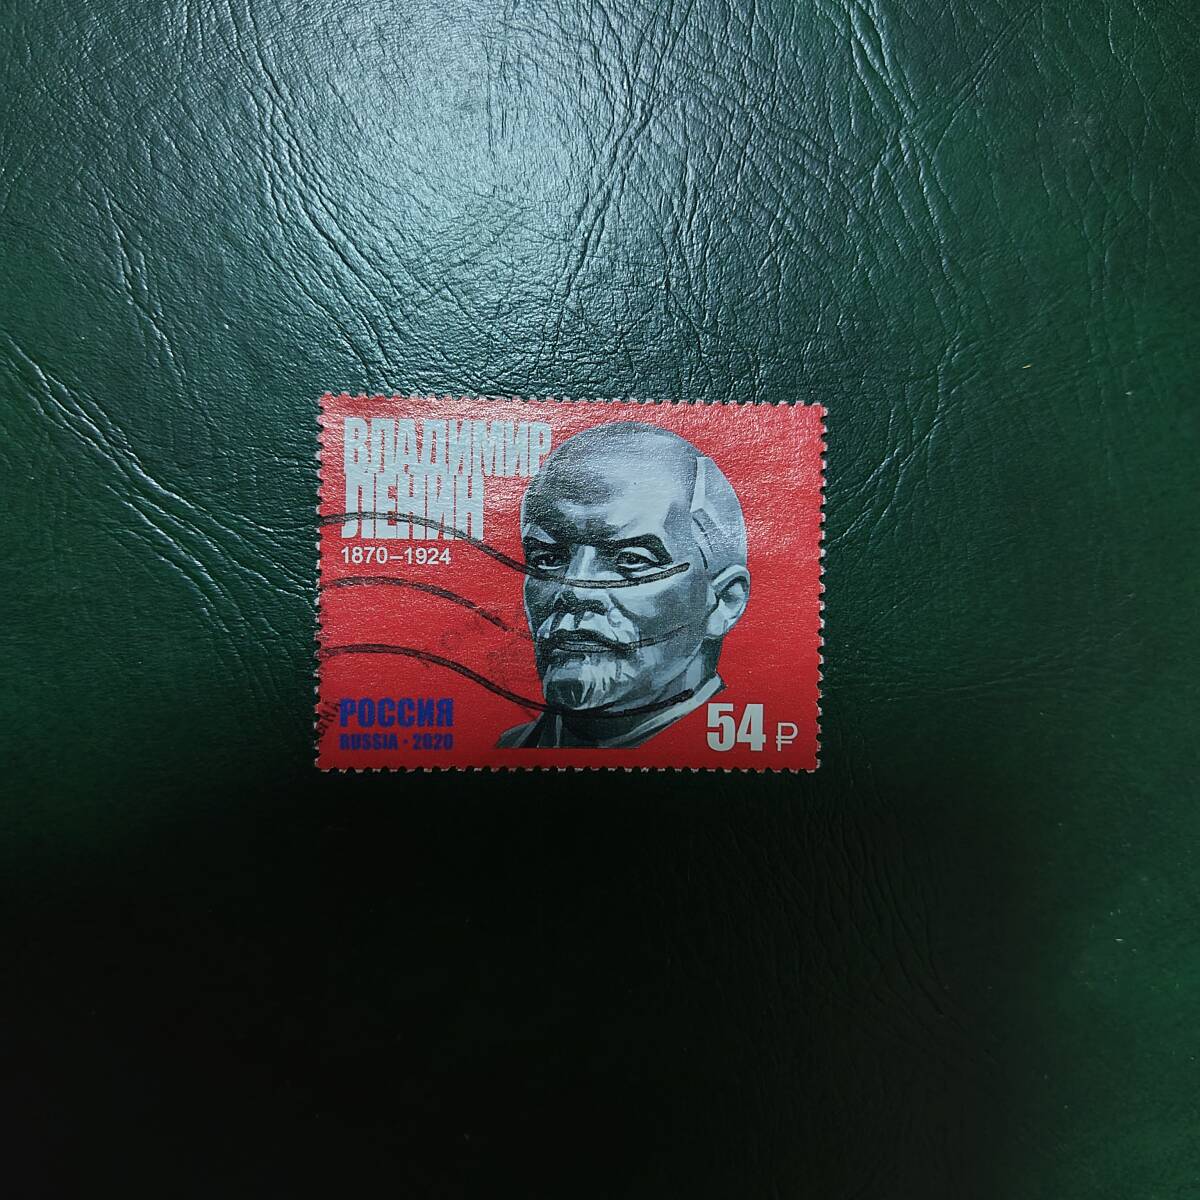 ВЛАДИМИР
ЛЕНИН
1870–1924
РОССИЯ
RUSSIA · 2020
54 ₽